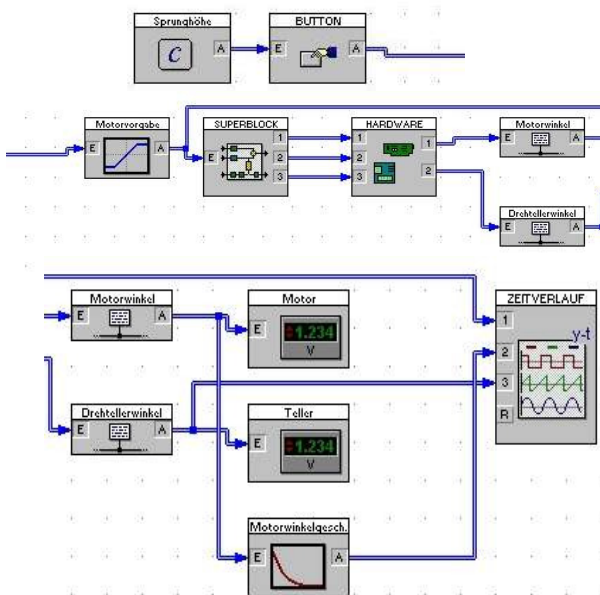 Sprunghöhe
BUTTON
C
A
E
A
Motorvorgabe
SUPERBLOCK
HARDWARE
Motorwinkel
E
A
E
1
2
3
1
2
3
1
2
E
A
Drehtellerwinkel
E
A
Motorwinkel
Motor
ZEITVERLAUF
E
A
E
1.234
V
1
2
3
R
y-t
Drehtellerwinkel
Teller
E
A
E
1.234
V
Motorwinkelgesch.
E
A